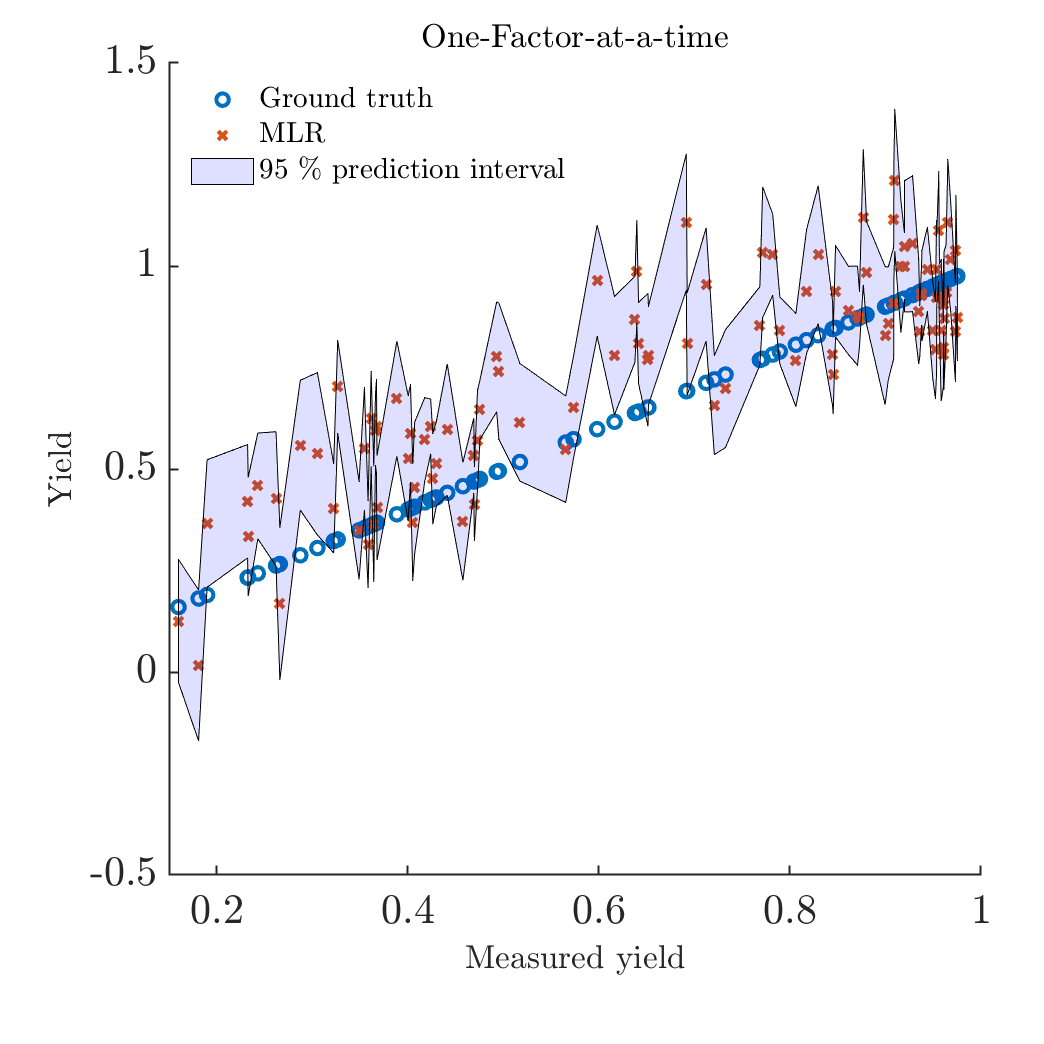 One-Factor-at-a-time
1.5
Ground truth
MLR
95 % prediction interval
1
0.5
0
-0.5
Yield
0.2 0.4 0.6 0.8 1
Measured yield